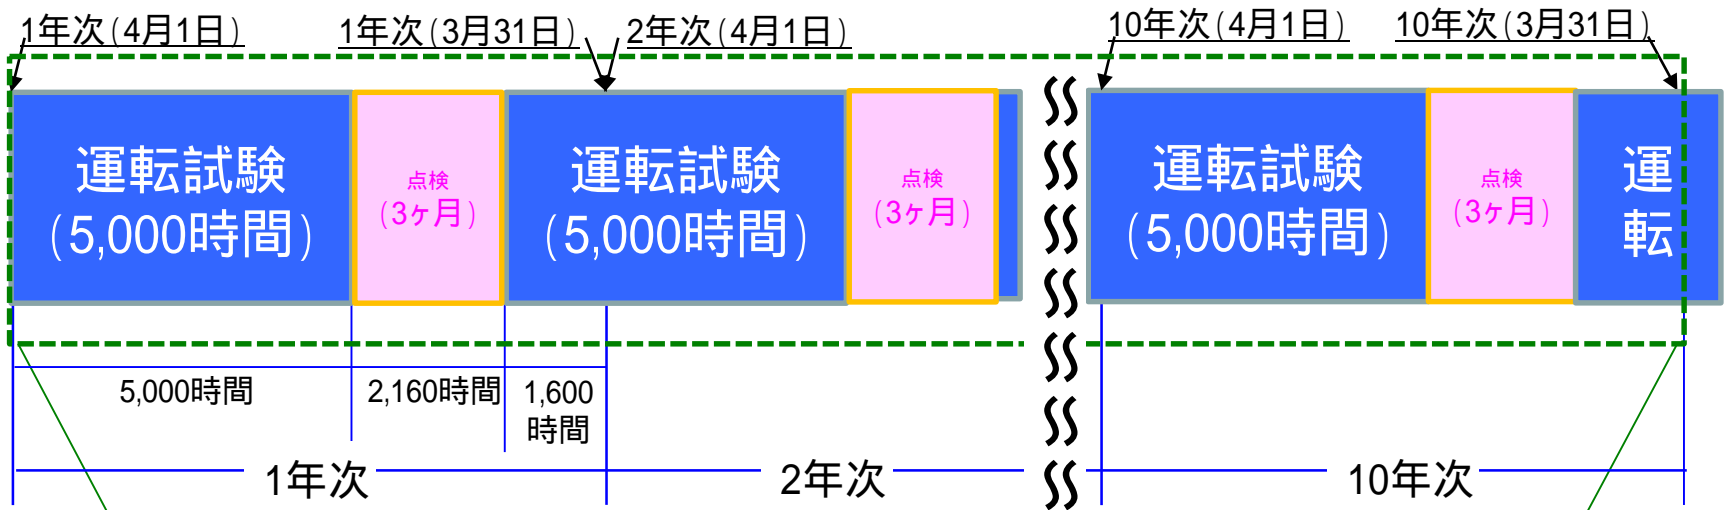 1年次(4月1日)
1年次(3月31日)
2年次(4月1日)
10年次(4月1日)
10年次(3月31日)
運転試験
(5,000時間)
点検
(3ヶ月)
運転試験
(5,000時間)
点検
(3ヶ月)
運転試験
(5,000時間)
点検
(3ヶ月)
運
転
5,000時間
2,160時間
1,600
時間
1年次
2年次
10年次